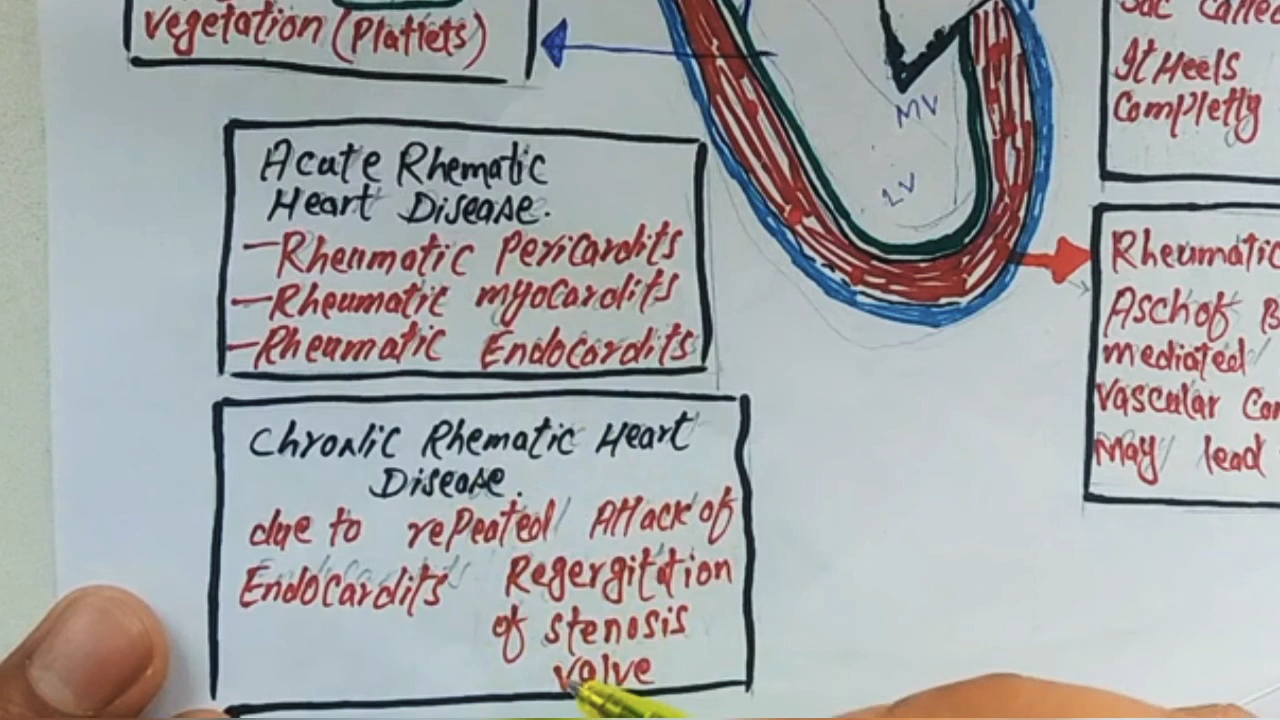 vegetation (Platlets)
Acute Rhematic
Heart Disease.
- Rheumatic Pericardits
- Rheumatic myocardits
- Rheumatic Endocardits
Chronic Rhematic Heart
Disease.
due to repeated Attack of
Endocardits Regergitation
of stenosis
valve
MV
LV
Sac called
It Heels
Completly
Rheumatic
Aschof B
mediated
vascular Con
May lead